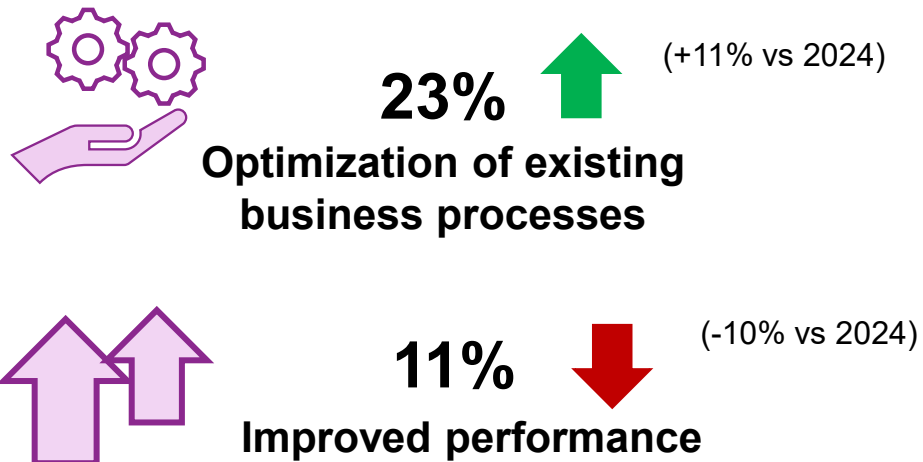 (+11% vs 2024)
23%
Optimization of existing
business processes
(-10% vs 2024)
11%
Improved performance